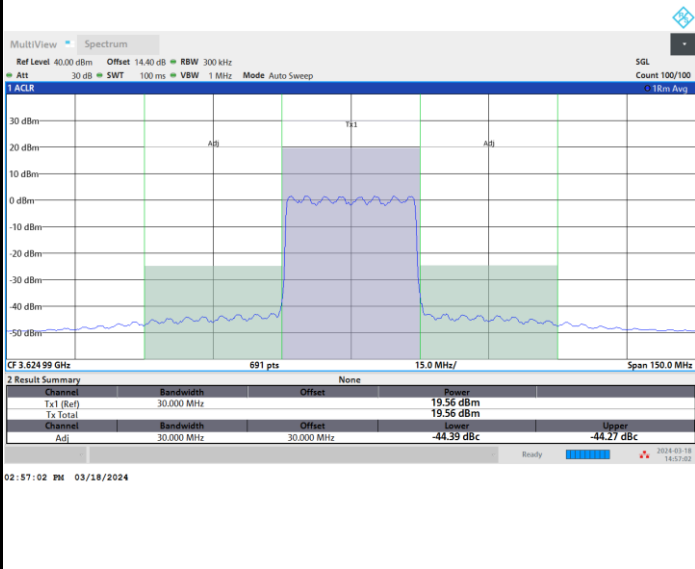 MultiView Spectrum
Ref Level 40.00 dBm Offset 14.40 dB RBW 300 kHz SGL
Att 30 dB SWT 100 ms VBW 1 MHz Mode Auto Sweep Count 100/100
1 ACLR 1Rm Avg
30 dBm
Tx1
20 dBm
Adj Adj
10 dBm
0 dBm
-10 dBm
-20 dBm
-30 dBm
-40 dBm
-50 dBm
CF 3.624 99 GHz 691 pts 15.0 MHz/ Span 150.0 MHz
2 Result Summary None
Channel Bandwidth Offset Power
Tx1 (Ref) 30.000 MHz 19.56 dBm
Tx Total 19.56 dBm
Channel Bandwidth Offset Lower Upper
Adj 30.000 MHz 30.000 MHz -44.39 dBc -44.27 dBc
Ready 2024-03-18
14:57:02
02:57:02 PM 03/18/2024